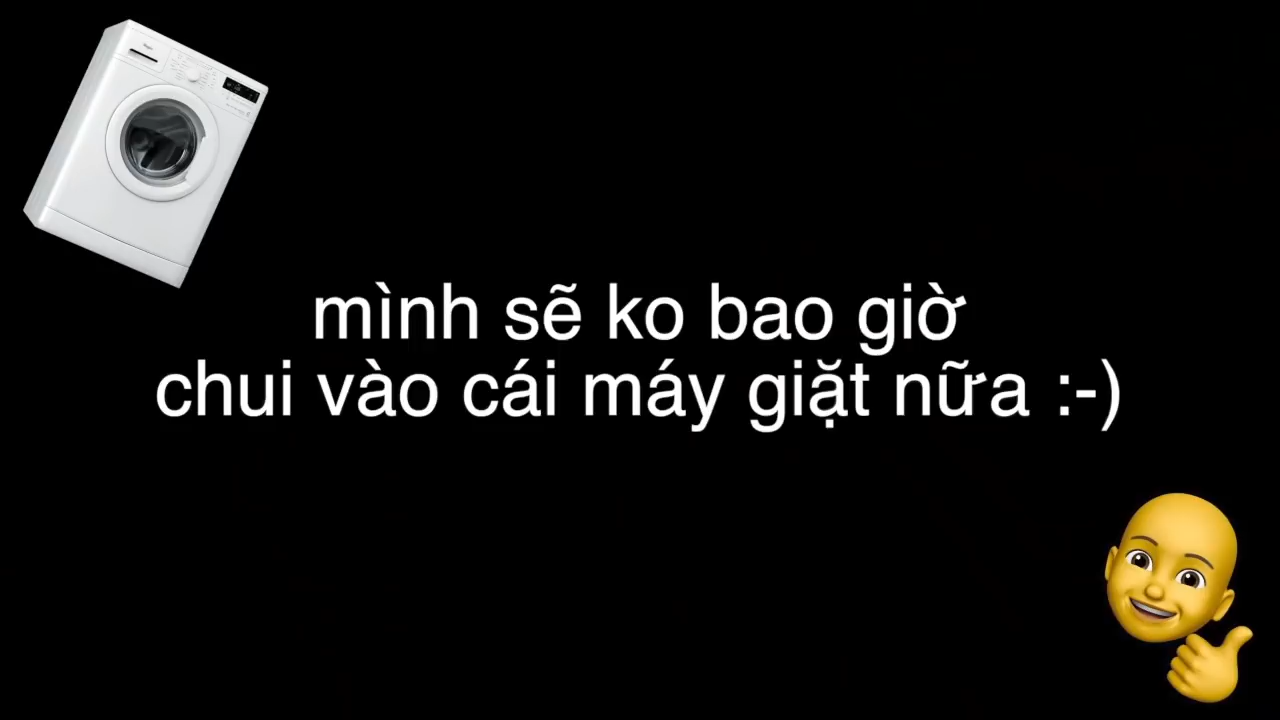 mình sẽ ko bao giờ
chui vào cái máy giặt nữa :-)